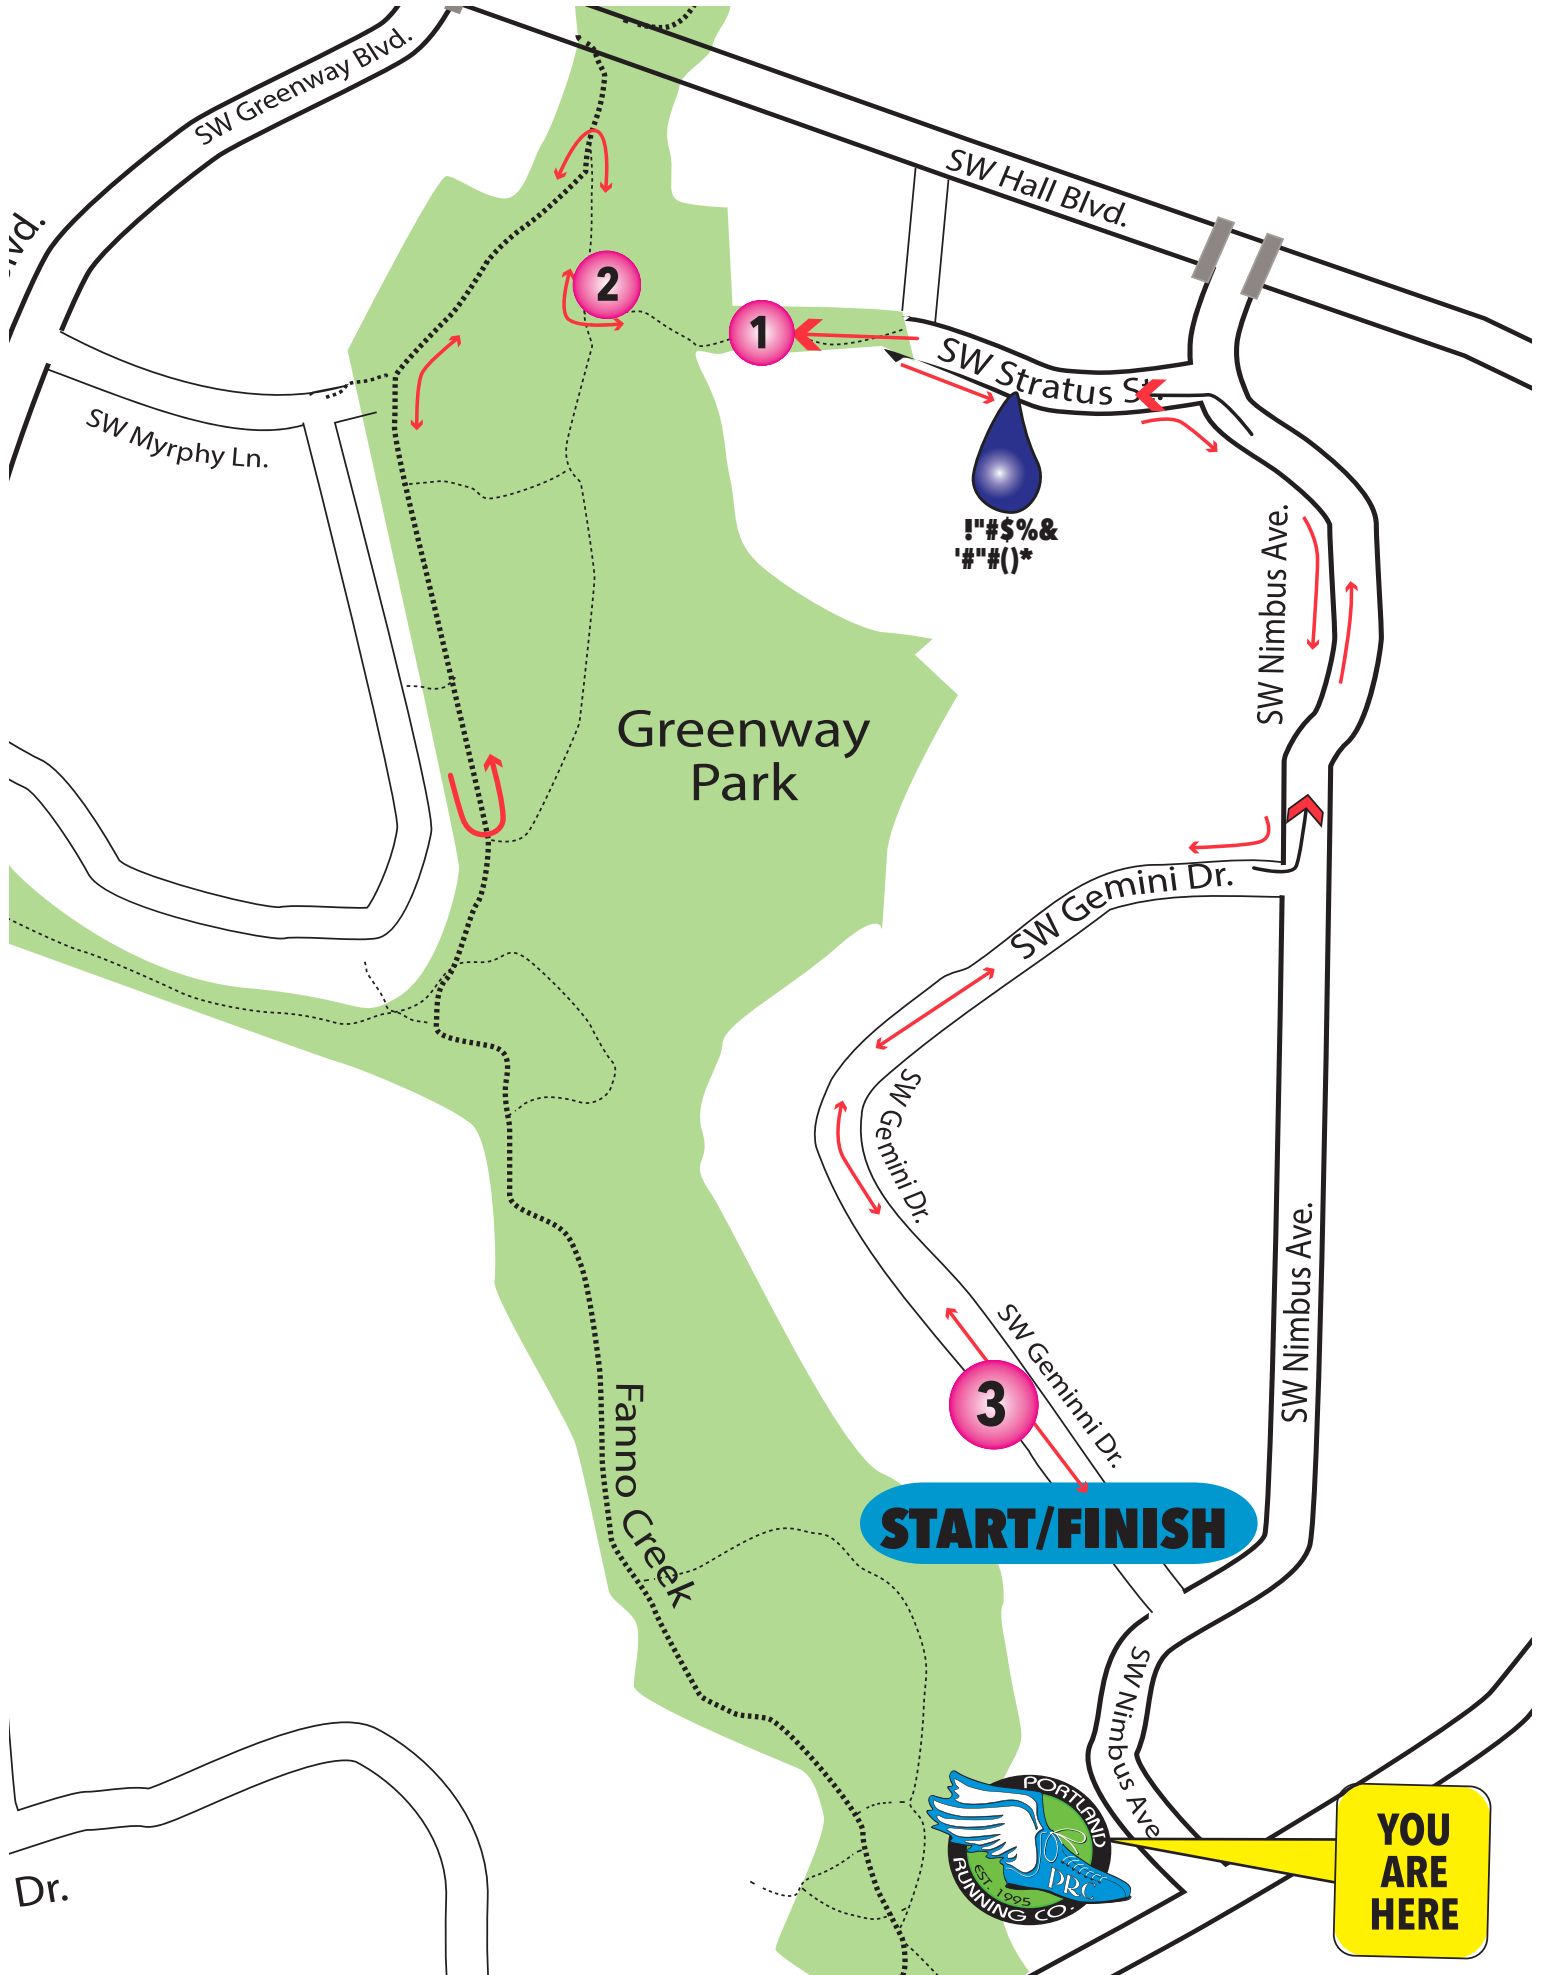 SW Greenway Blvd.
lvd.
SW Hall Blvd.
2
1
SW Stratus St.
SW Myrphy Ln.
!"#$%&
'#"#()*
SW Nimbus Ave.
Greenway
Park
SW Gemini Dr.
SW Gemini Dr.
SW Nimbus Ave.
SW Geminni Dr.
3
Fanno Creek
START/FINISH
SW Nimbus Ave
PORTLAND
RUNNING CO.
EST. 1995
PRC
YOU
ARE
HERE
Dr.